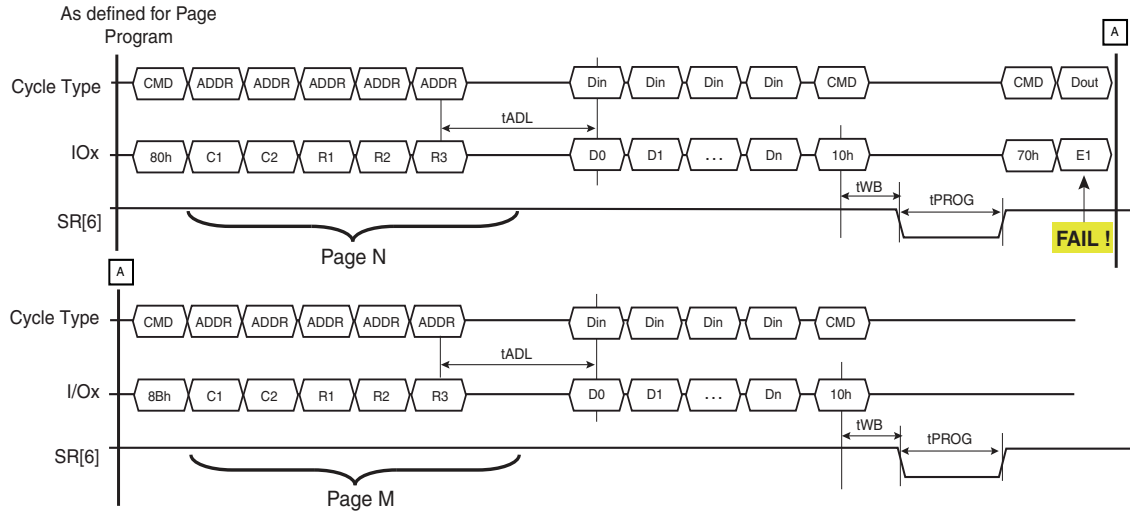 As defined for Page
Program
A
Cycle Type CMD ADDR ADDR ADDR ADDR ADDR Din Din Din Din CMD CMD Dout
tADL
IOx 80h C1 C2 R1 R2 R3 D0 D1 ... Dn 10h 70h E1
tWB tPROG
SR[6]
FAIL !
Page N
A
Cycle Type CMD ADDR ADDR ADDR ADDR ADDR Din Din Din Din CMD
tADL
I/Ox 8Bh C1 C2 R1 R2 R3 D0 D1 ... Dn 10h
tWB tPROG
SR[6]
Page M